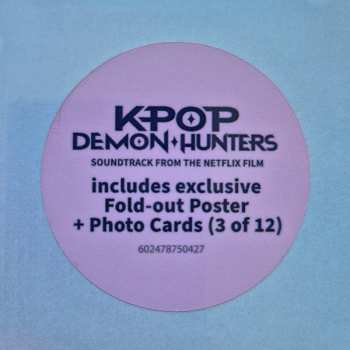 K-POP
DEMON HUNTERS
SOUNDTRACK FROM THE NETFLIX FILM
includes exclusive
Fold-out Poster
+ Photo Cards (3 of 12)
602478750427